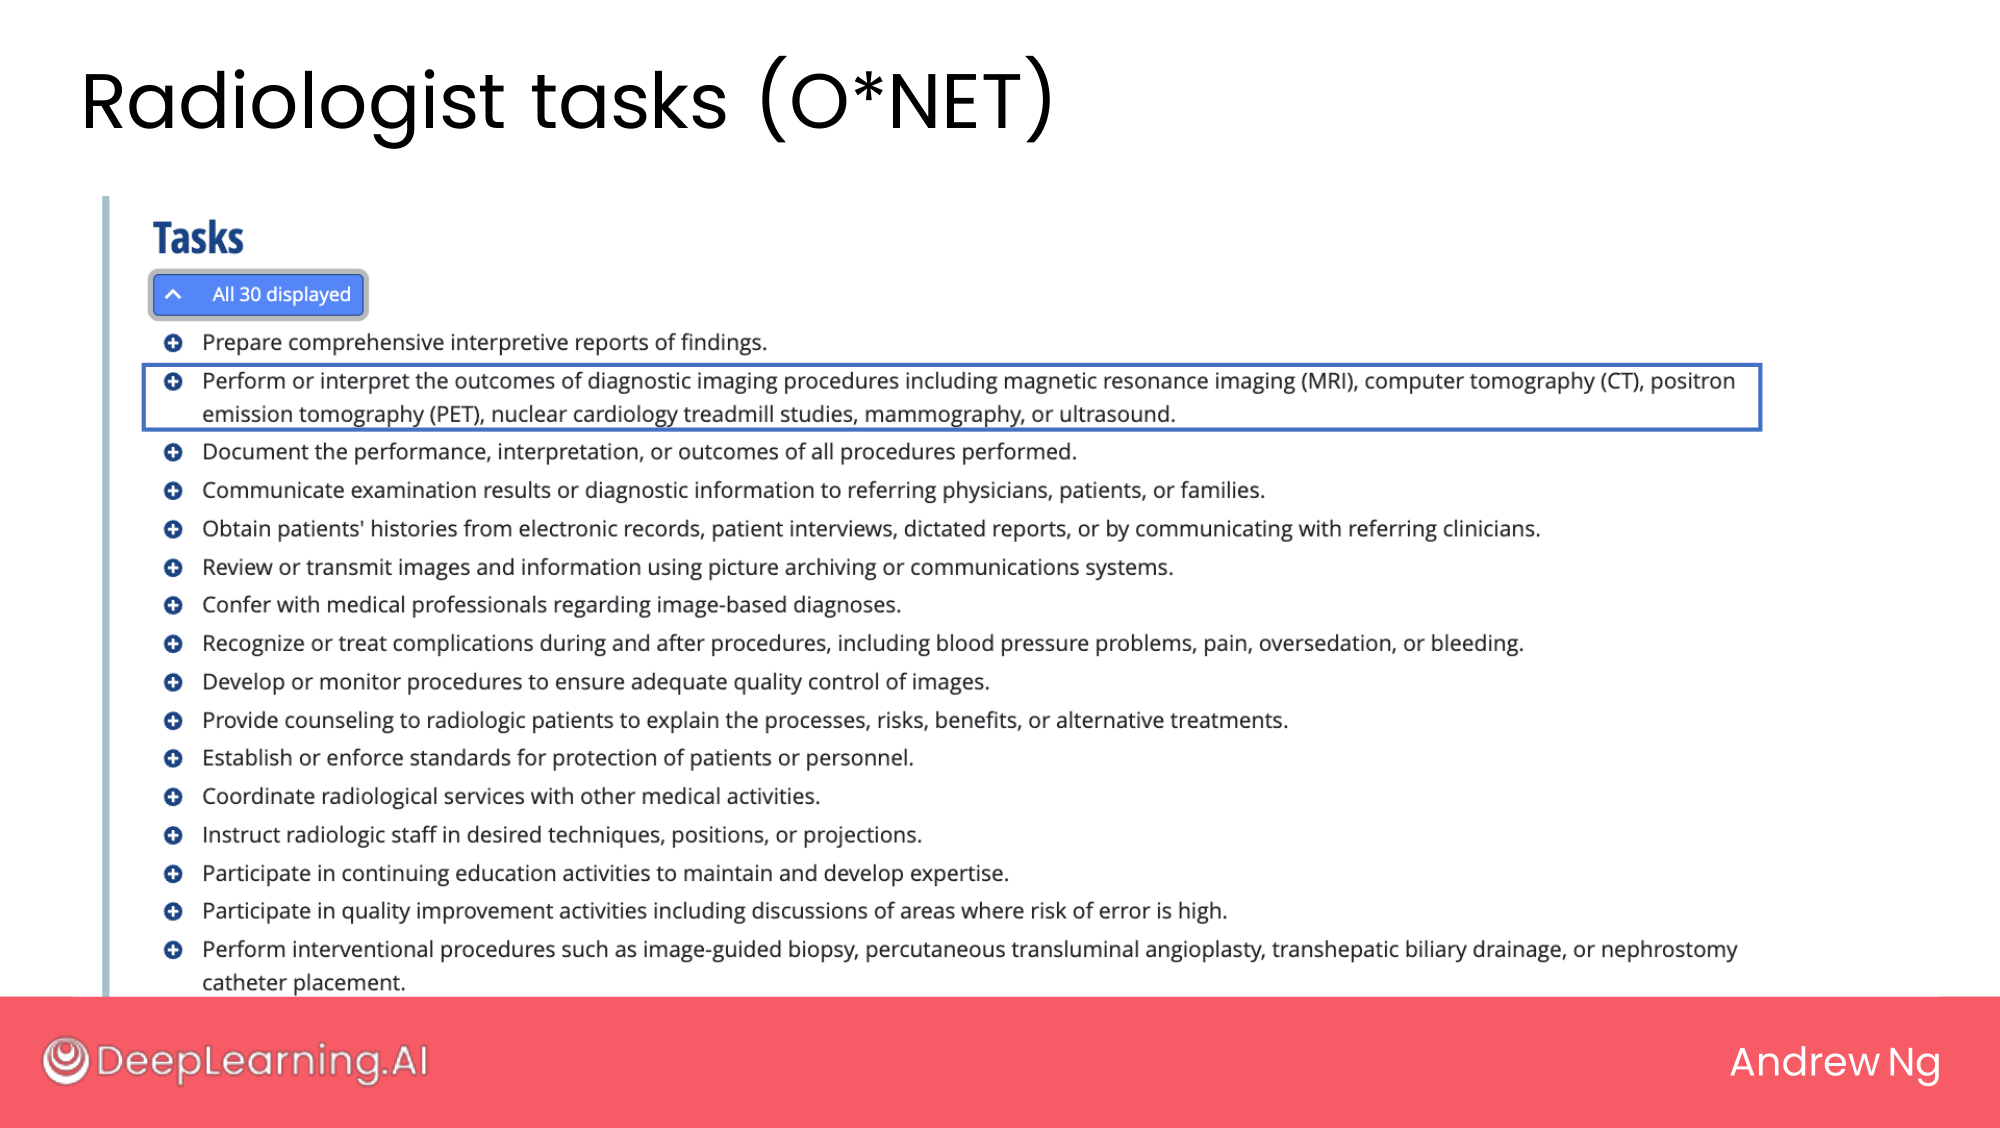 Radiologist tasks (O*NET)
Tasks
All 30 displayed
Prepare comprehensive interpretive reports of findings.
Perform or interpret the outcomes of diagnostic imaging procedures including magnetic resonance imaging (MRI), computer tomography (CT), positron
emission tomography (PET), nuclear cardiology treadmill studies, mammography, or ultrasound.
Document the performance, interpretation, or outcomes of all procedures performed.
Communicate examination results or diagnostic information to referring physicians, patients, or families.
Obtain patients' histories from electronic records, patient interviews, dictated reports, or by communicating with referring clinicians.
Review or transmit images and information using picture archiving or communications systems.
Confer with medical professionals regarding image-based diagnoses.
Recognize or treat complications during and after procedures, including blood pressure problems, pain, oversedation, or bleeding.
Develop or monitor procedures to ensure adequate quality control of images.
Provide counseling to radiologic patients to explain the processes, risks, benefits, or alternative treatments.
Establish or enforce standards for protection of patients or personnel.
Coordinate radiological services with other medical activities.
Instruct radiologic staff in desired techniques, positions, or projections.
Participate in continuing education activities to maintain and develop expertise.
Participate in quality improvement activities including discussions of areas where risk of error is high.
Perform interventional procedures such as image-guided biopsy, percutaneous transluminal angioplasty, transhepatic biliary drainage, or nephrostomy
catheter placement.
DeepLearning.AI
Andrew Ng